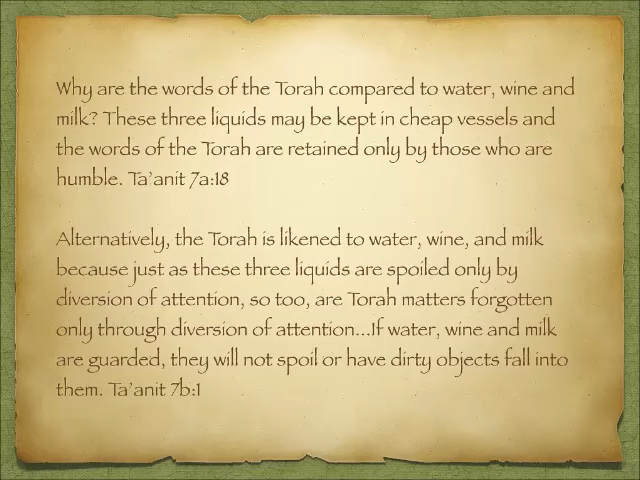 Why are the words of the Torah compared to water, wine and
milk? These three liquids may be kept in cheap vessels and
the words of the Torah are retained only by those who are
humble. Ta'anit 7a:18
Alternatively, the Torah is likened to water, wine, and milk
because just as these three liquids are spoiled only by
diversion of attention, so too, are Torah matters forgotten
only through diversion of attention...If water, wine and milk
are guarded, they will not spoil or have dirty objects fall into
them. Ta'anit 7b:1